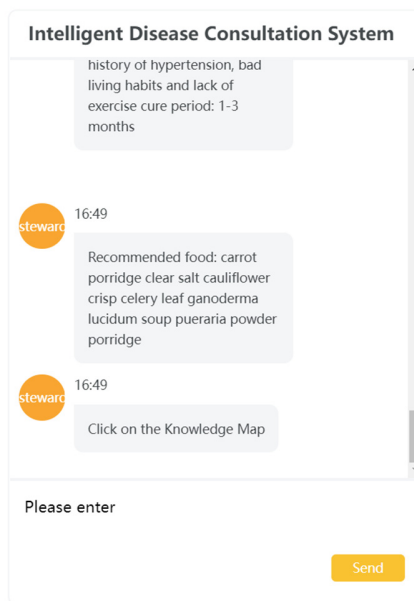 Intelligent Disease Consultation System
history of hypertension, bad
living habits and lack of
exercise cure period: 1-3
months
16:49
steward
Recommended food: carrot
porridge clear salt cauliflower
crisp celery leaf ganoderma
lucidum soup pueraria powder
porridge
16:49
steward
Click on the Knowledge Map
Please enter
Send